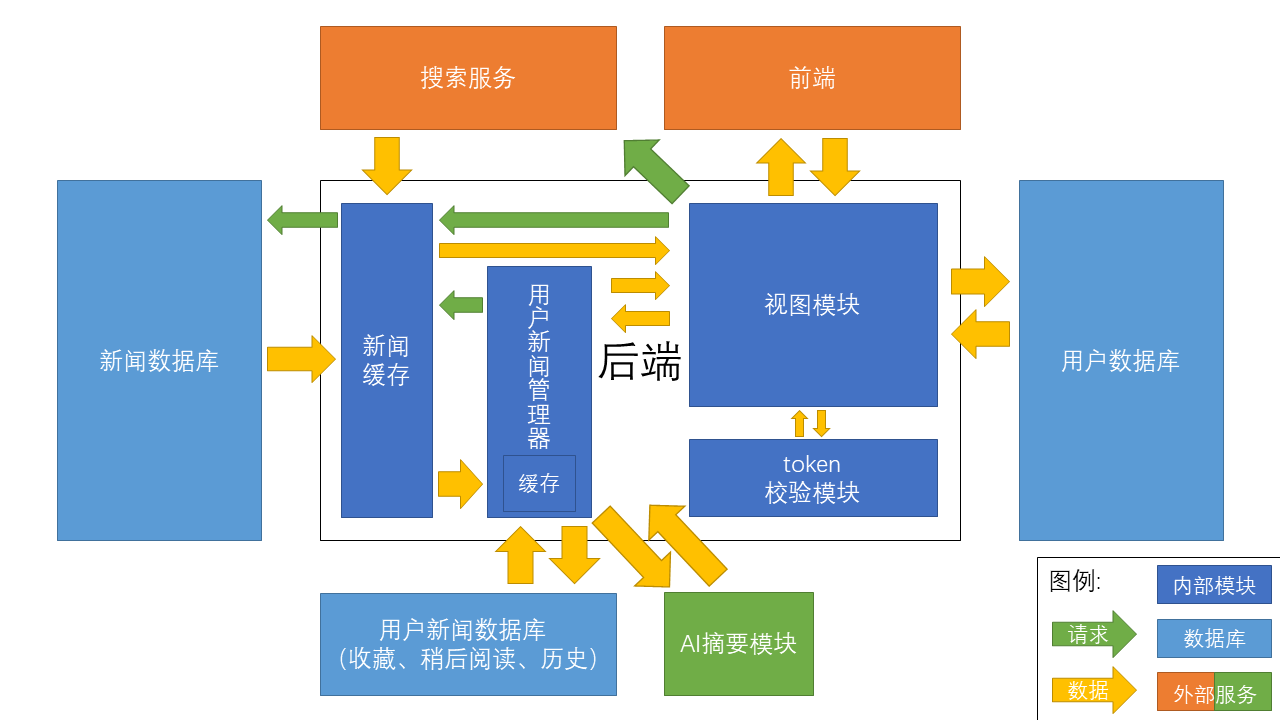 搜索服务
前端
新闻数据库
新闻
缓存
用户新闻管理器
缓存
后端
视图模块
token
校验模块
用户数据库
用户新闻数据库
（收藏、稍后阅读、历史）
AI摘要模块
图例:
内部模块
请求
数据库
数据
外部服务